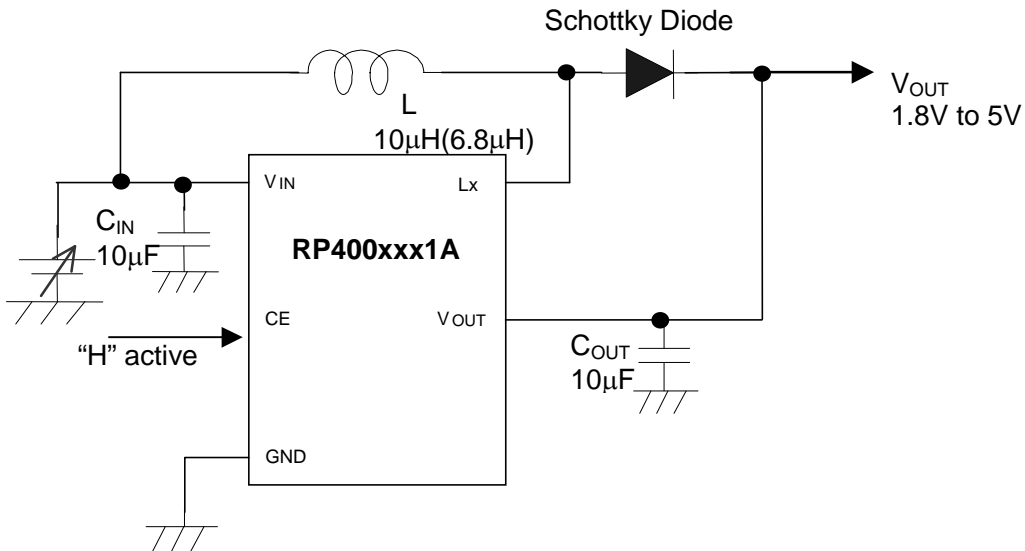 Schottky Diode
L
10μH(6.8μH)
VOUT
1.8V to 5V
VIN
Lx
CIN
10μF
RP400xxx1A
CE
VOUT
“H” active
COUT
10μF
GND